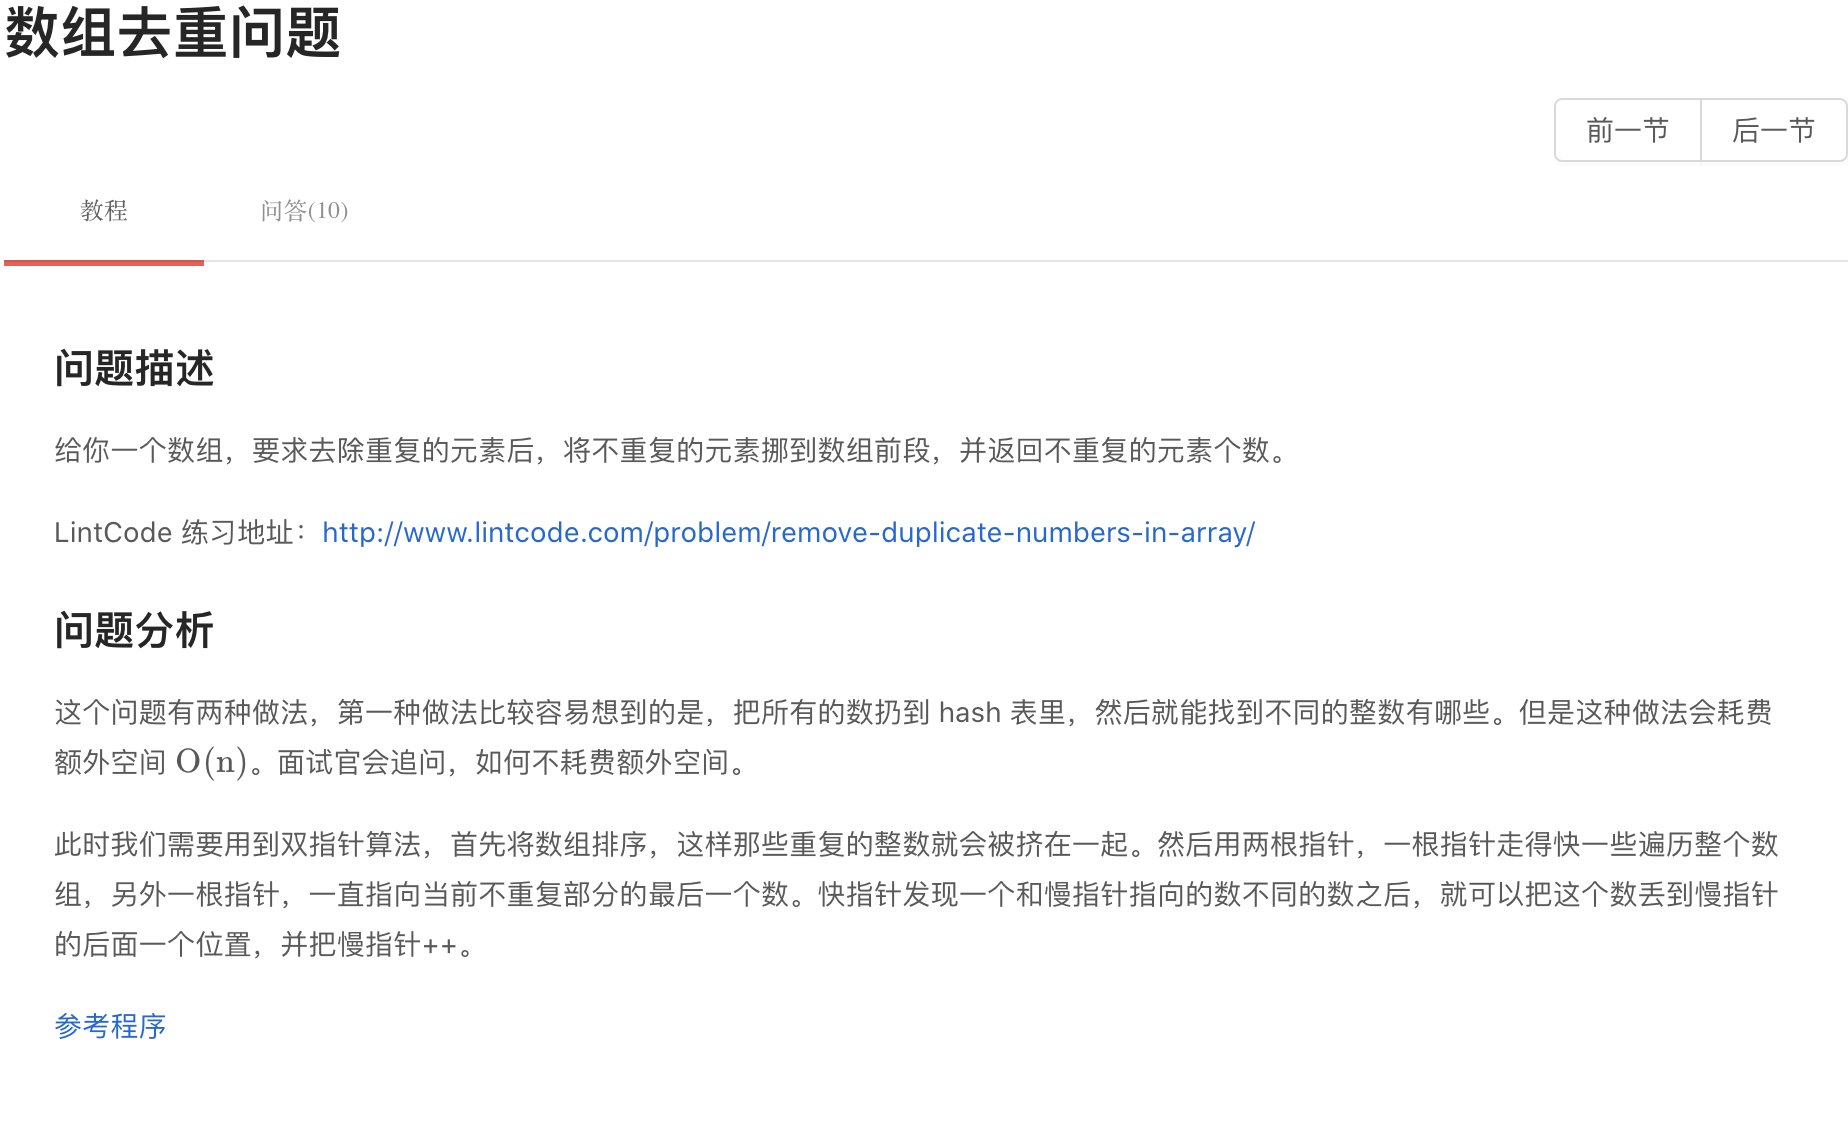 数组去重问题
前一节
后一节
教程
问答(10)
问题描述
给你一个数组，要求去除重复的元素后，将不重复的元素挪到数组前段，并返回不重复的元素个数。
LintCode 练习地址：http://www.lintcode.com/problem/remove-duplicate-numbers-in-array/
问题分析
这个问题有两种做法，第一种做法比较容易想到的是，把所有的数扔到 hash 表里，然后就能找到不同的整数有哪些。但是这种做法会耗费
额外空间 O(n)。面试官会追问，如何不耗费额外空间。
此时我们需要用到双指针算法，首先将数组排序，这样那些重复的整数就会被挤在一起。然后用两根指针，一根指针走得快一些遍历整个数
组，另外一根指针，一直指向当前不重复部分的最后一个数。快指针发现一个和慢指针指向的数不同的数之后，就可以把这个数丢到慢指针
的后面一个位置，并把慢指针++。
参考程序